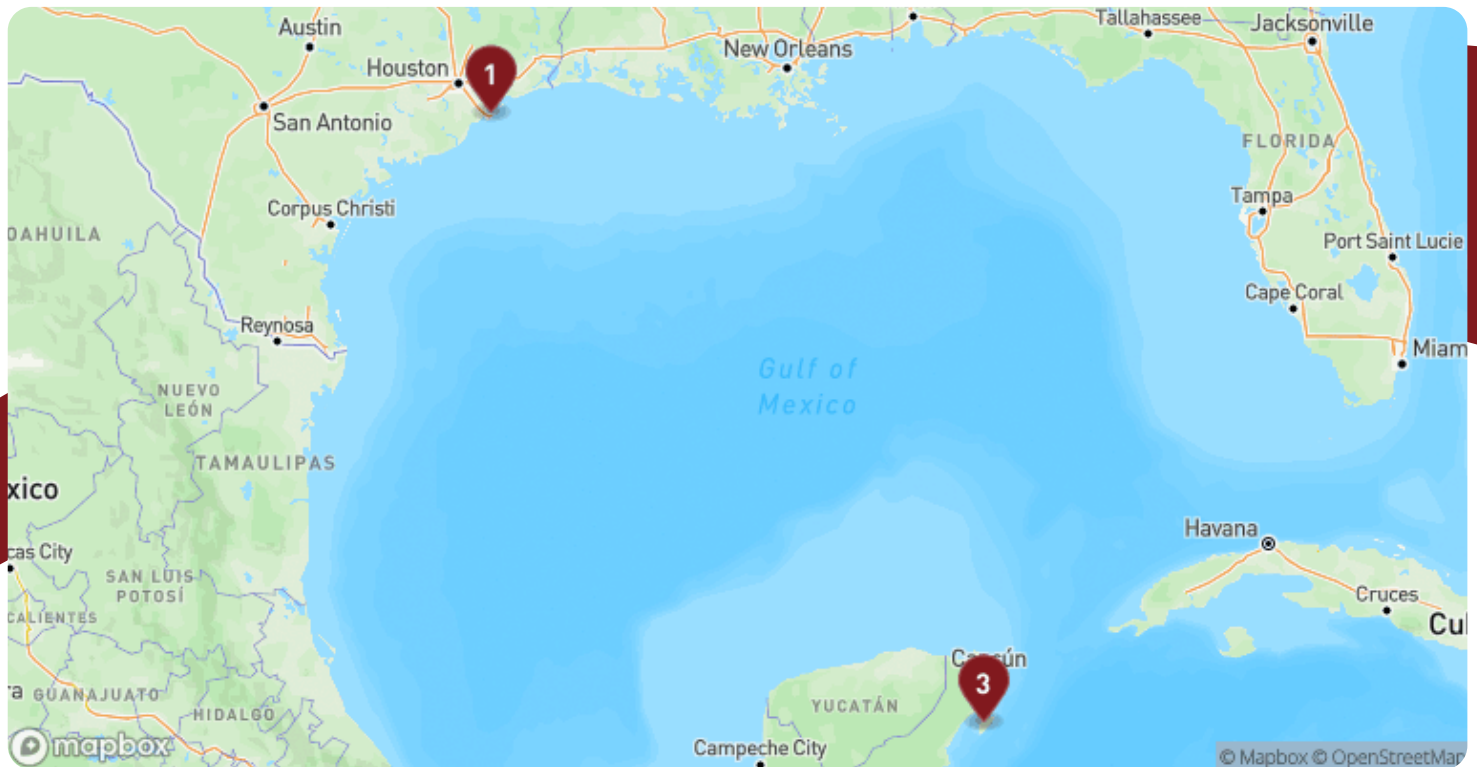 Austin
Tallahassee
Jacksonville
New Orleans
Houston
1
San Antonio
FLORIDA
Tampa
Corpus Christi
OAHUILA
Port Saint Lucie
Cape Coral
Reynosa
Miam
Gulf of
Mexico
NUEVO
LEÓN
TAMAULIPAS
xico
Havana
cas City
SAN LUIS
POTOSÍ
Cruces
CALIENTES
Cul
Cancún
3
ra
GUANAJUATO
YUCATÁN
HIDALGO
mapbox
Campeche City
© Mapbox © OpenStreetMap